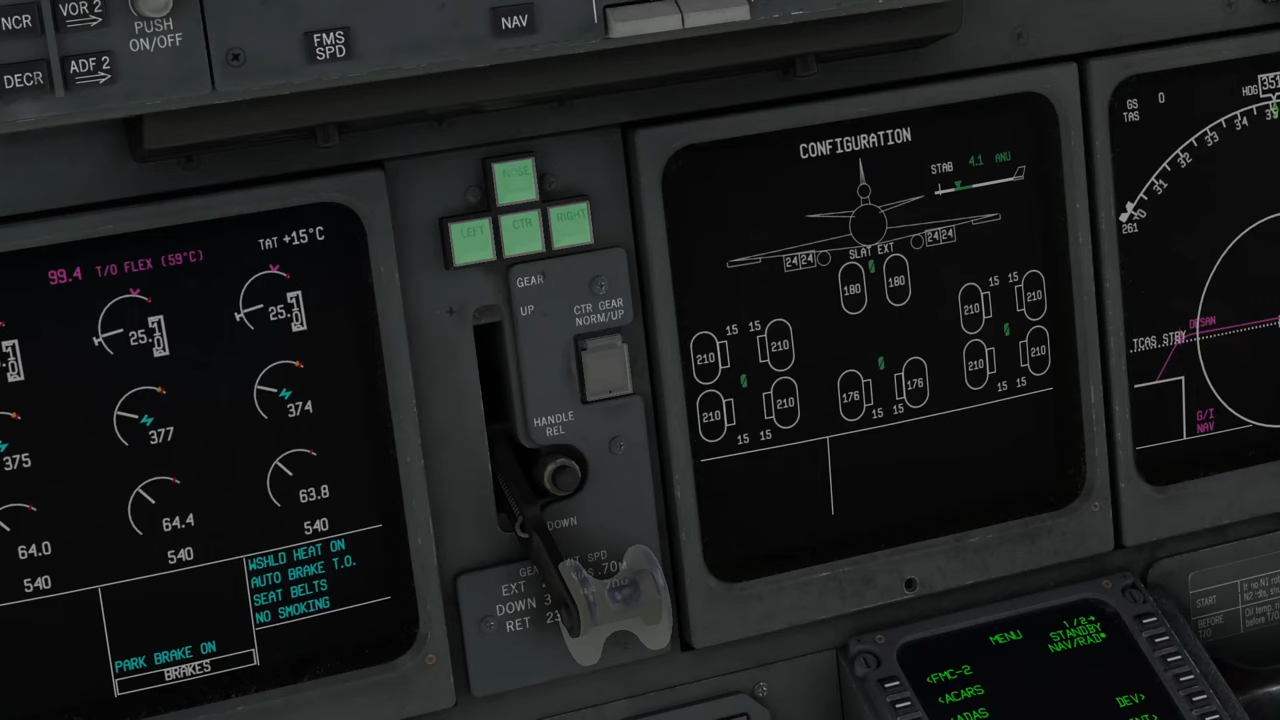 NCR
VOR 2
PUSH
ON/OFF
DECR
ADF 2
FMS
SPD
NAV
99.4 T/O FLEX (59°C)
TAT +15°C
25.
25.
375
377
374
64.0
64.4
63.8
540
540
540
WSHLD HEAT ON
AUTO BRAKE T.O.
SEAT BELTS
NO SMOKING
PARK BRAKE ON
BRAKES
NOSE
LEFT
CTR
RIGHT
GEAR
UP
CTR GEAR
NORM/UP
HANDLE
REL
DOWN
SPD
.70M
EXT
DOWN 3
RET 23
CONFIGURATION
STAB 4.1 ANU
24 24
SLAT EXT
24 24
180 180
15 15
15 15
210 210
210 210
210 210
210 210
176 176
15 15
15 15
15 15
GS 0
TAS
HDG 351
34
33
32
31
261
TCAS STBY
G/I
NAV
MENU
1/2→
STANDBY
NAV/RAD*
<FMC-2
<ACARS
DEV>
START
BEFORE
T/O